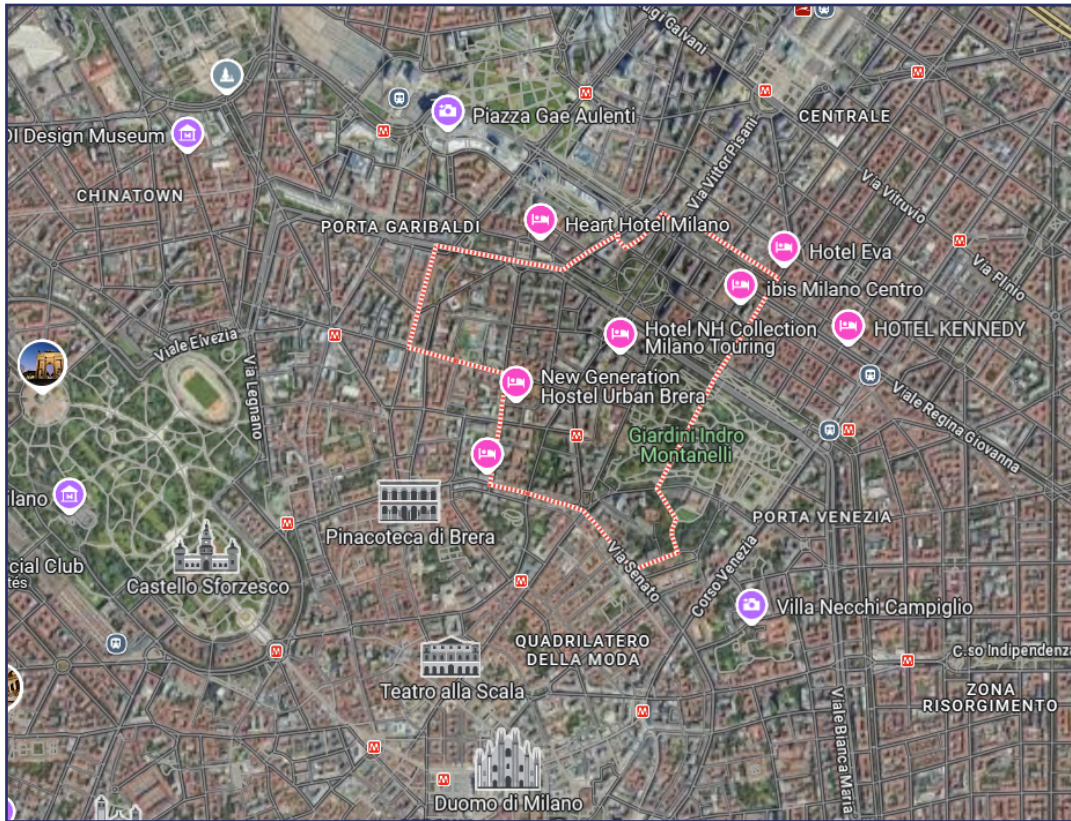 Luigi Galvani
Piazza Gae Aulenti
CENTRALE
DI Design Museum
Via Vittor Pisani
CHINATOWN
Via Vitruvio
PORTA GARIBALDI
Heart Hotel Milano
Hotel Eva
Via Plinio
ibis Milano Centro
Hotel NH Collection
Milano Touring
HOTEL KENNEDY
Viale Elvezia
Via Legnano
New Generation
Hostel Urban Brera
Viale Regina Giovanna
Giardini Indro
Montanelli
ilano
Pinacoteca di Brera
PORTA VENEZIA
cial Club
tés
Castello Sforzesco
Via Senato
Corso Venezia
Villa Necchi Campiglio
QUADRILATERO
DELLA MODA
C.so Indipendenza
Teatro alla Scala
ZONA
RISORGIMENTO
Viale Bianca Maria
Duomo di Milano